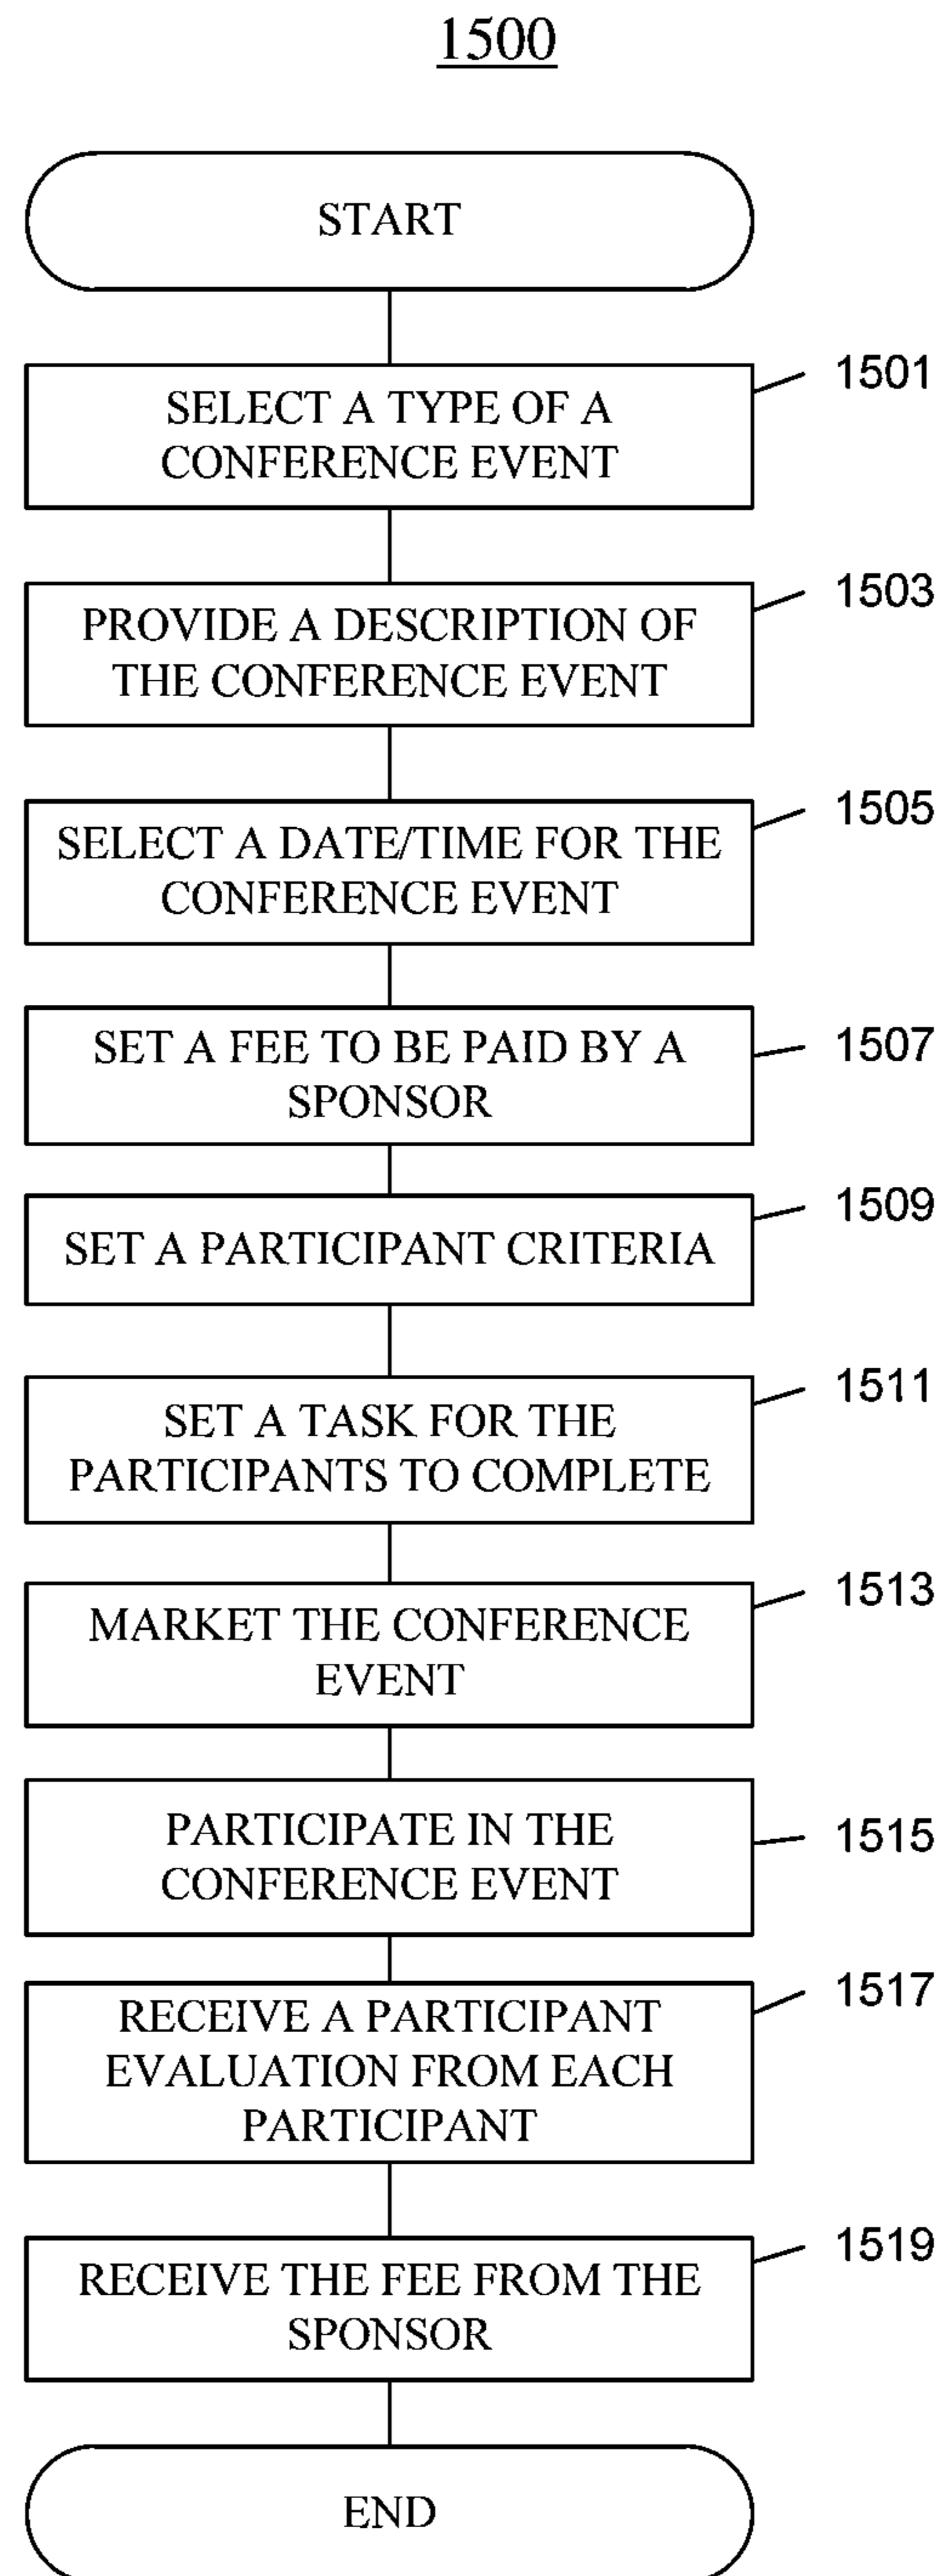 1500
START
1501
SELECT A TYPE OF A
CONFERENCE EVENT
1503
PROVIDE A DESCRIPTION OF
THE CONFERENCE EVENT
1505
SELECT A DATE/TIME FOR THE
CONFERENCE EVENT
1507
SET A FEE TO BE PAID BY A
SPONSOR
1509
SET A PARTICIPANT CRITERIA
1511
SET A TASK FOR THE
PARTICIPANTS TO COMPLETE
1513
MARKET THE CONFERENCE
EVENT
1515
PARTICIPATE IN THE
CONFERENCE EVENT
1517
RECEIVE A PARTICIPANT
EVALUATION FROM EACH
PARTICIPANT
1519
RECEIVE THE FEE FROM THE
SPONSOR
END